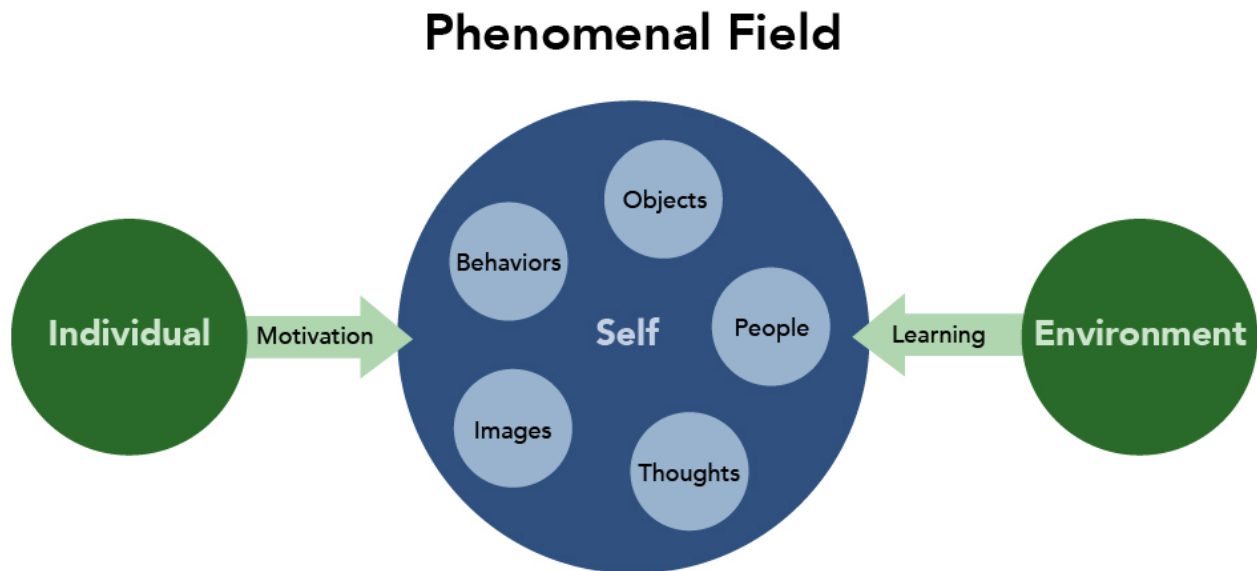 Phenomenal Field
Individual
Motivation
Objects
Behaviors
Self
People
Images
Thoughts
Learning
Environment